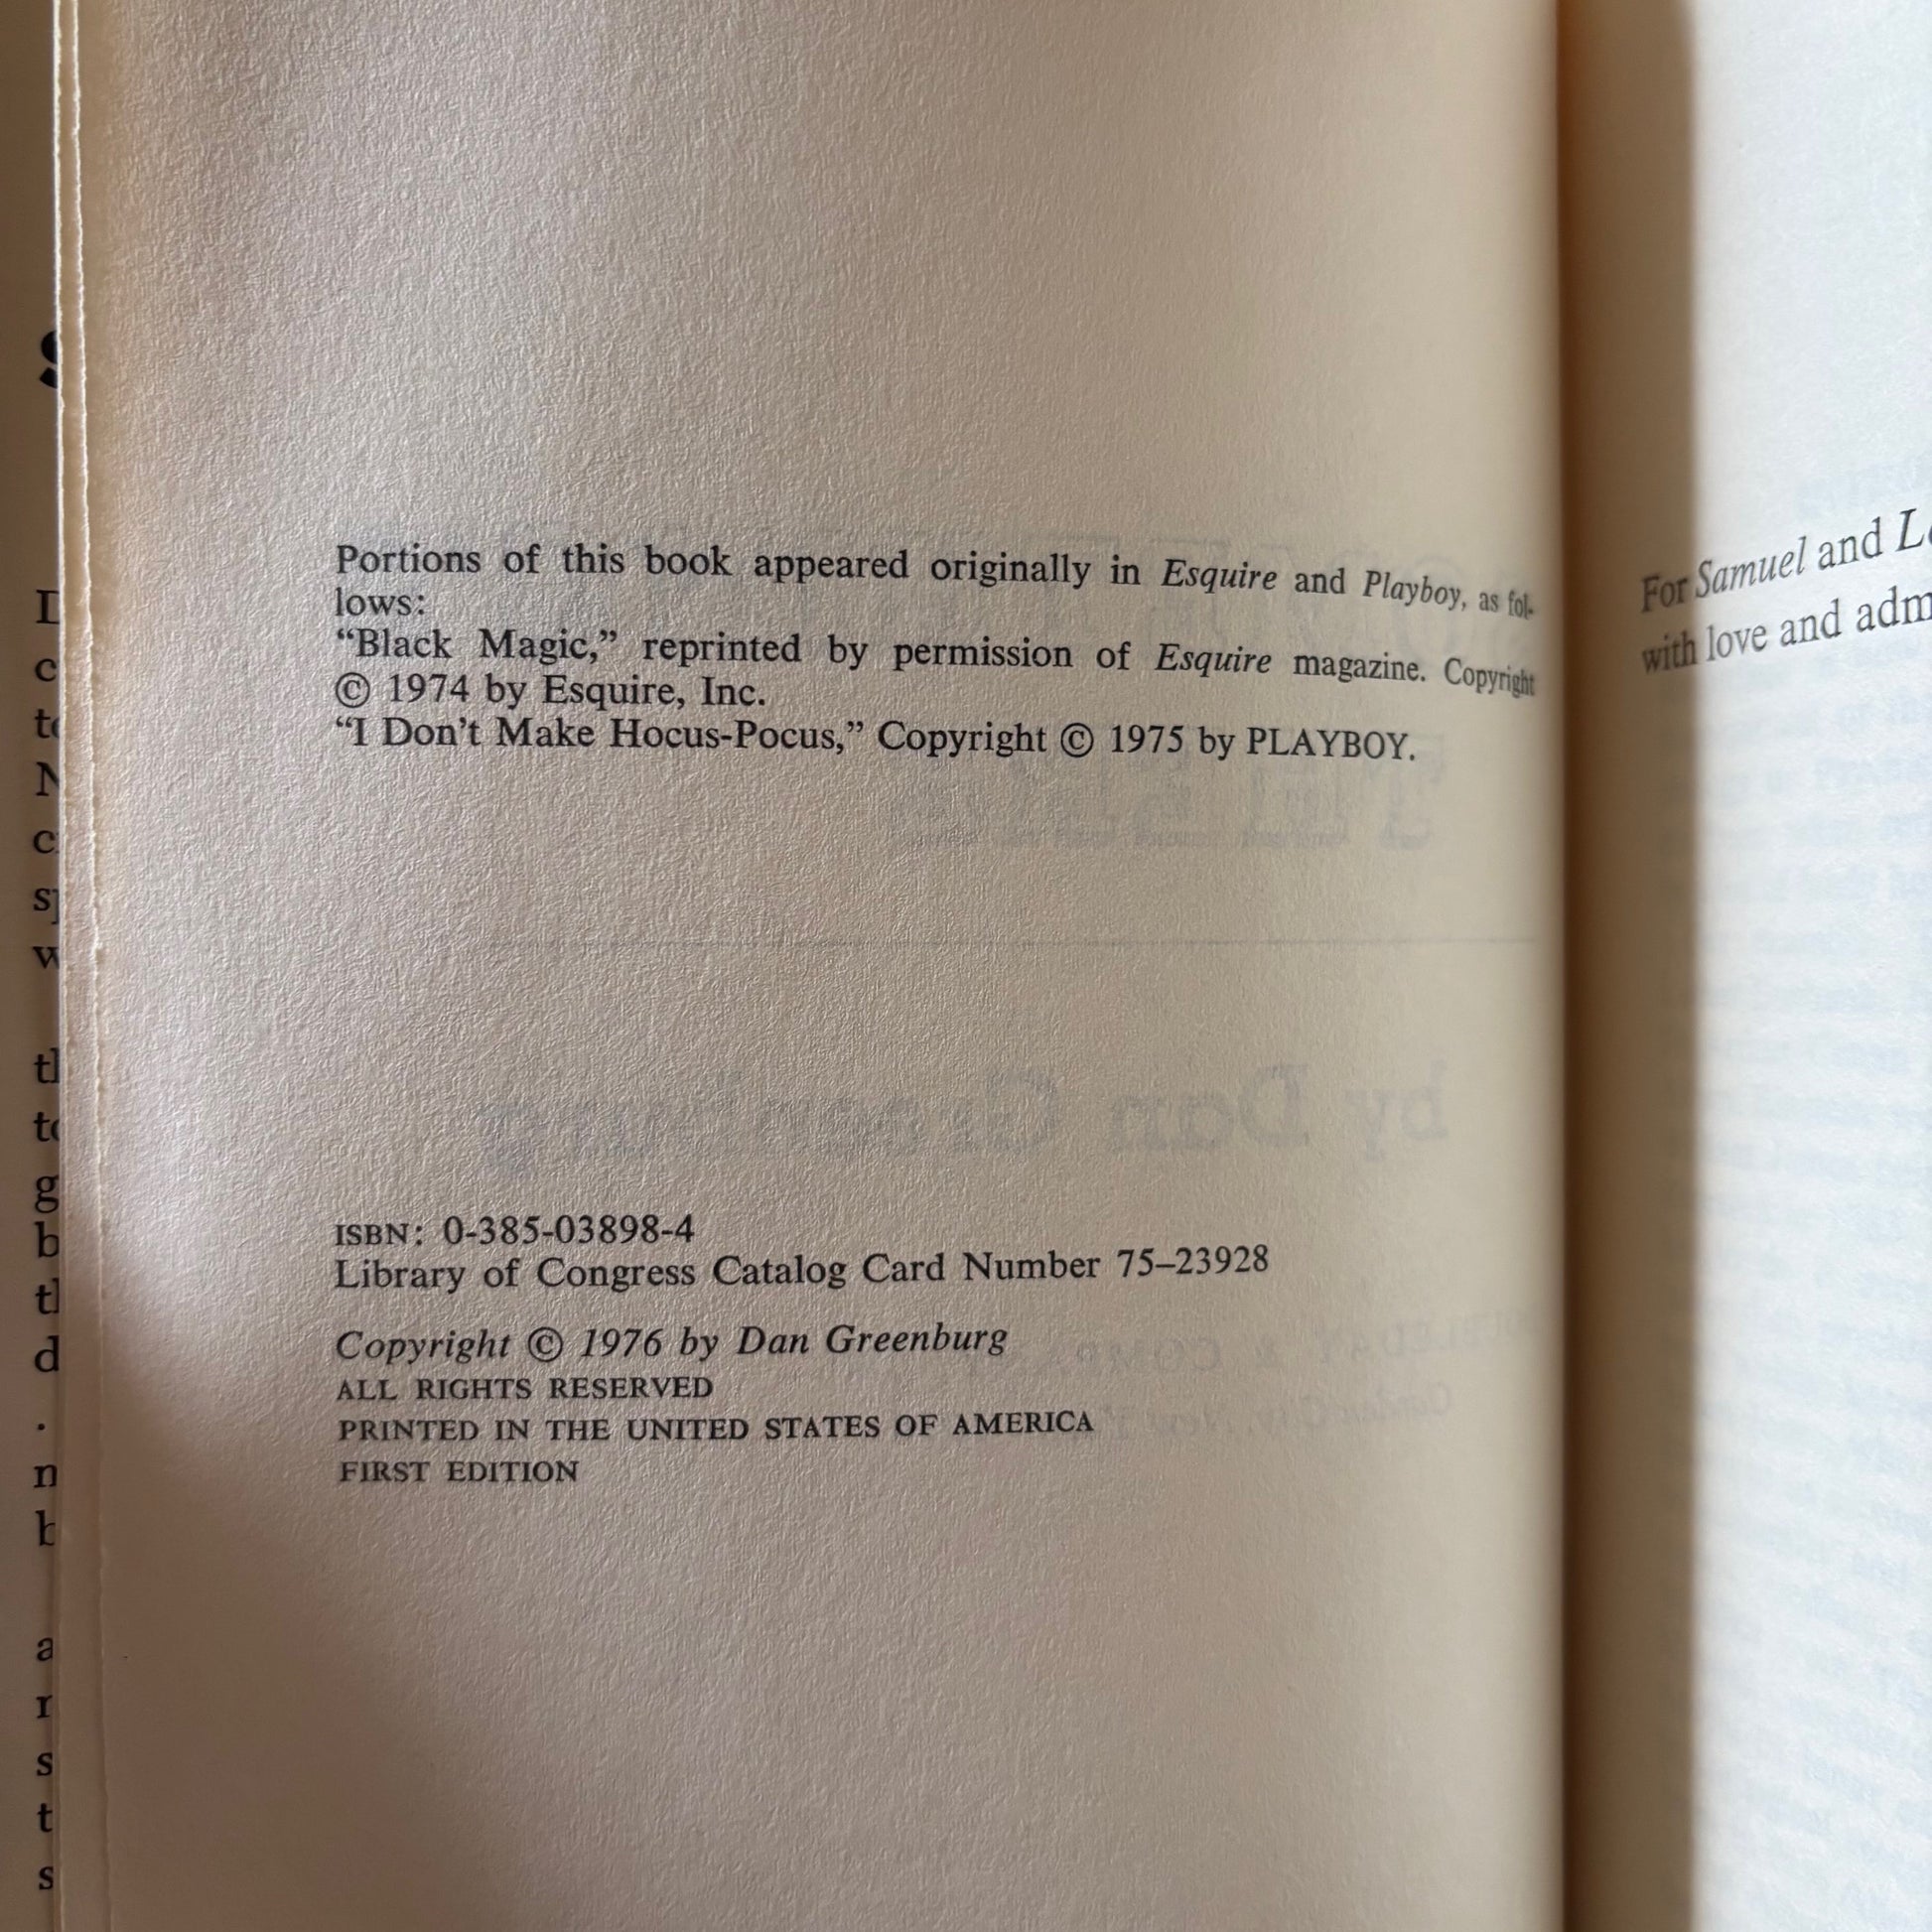 Portions of this book appeared originally in Esquire and Playboy, as fol-
lows:
“Black Magic,” reprinted by permission of Esquire magazine. Copyright
© 1974 by Esquire, Inc.
“I Don’t Make Hocus-Pocus,” Copyright © 1975 by PLAYBOY.
by Dan Greenburg
ISBN: 0-385-03898-4
Library of Congress Catalog Card Number 75–23928
Copyright © 1976 by Dan Greenburg
ALL RIGHTS RESERVED
PRINTED IN THE UNITED STATES OF AMERICA
FIRST EDITION
For Samuel and
with love and